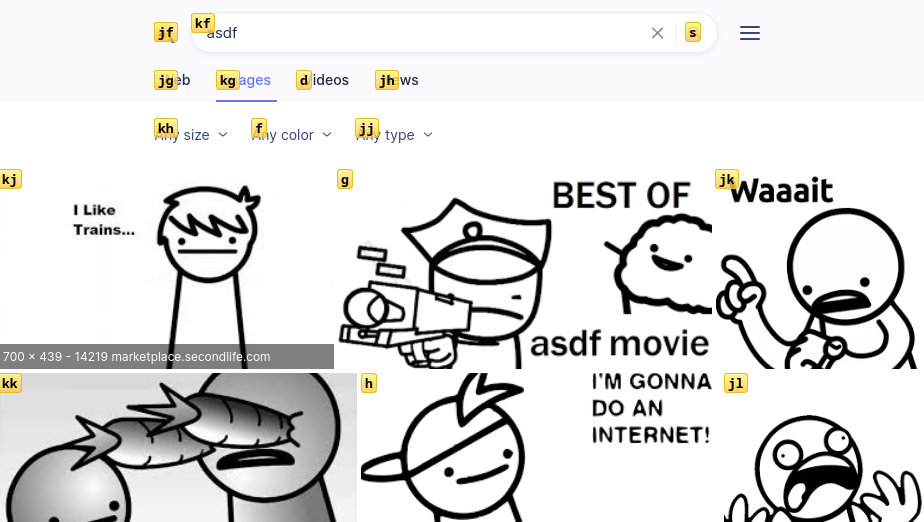 jf
kf
asdf
s
jg
eb
kg
ages
d
ideos
jh
ws
kh
Any size
f
Any color
jj
Any type
kj
I Like
Trains...
g
BEST OF
asdf movie
jk
Waaait
700 × 439 - 14219 marketplace.secondlife.com
kk
h
I'M GONNA
DO AN
INTERNET!
jl